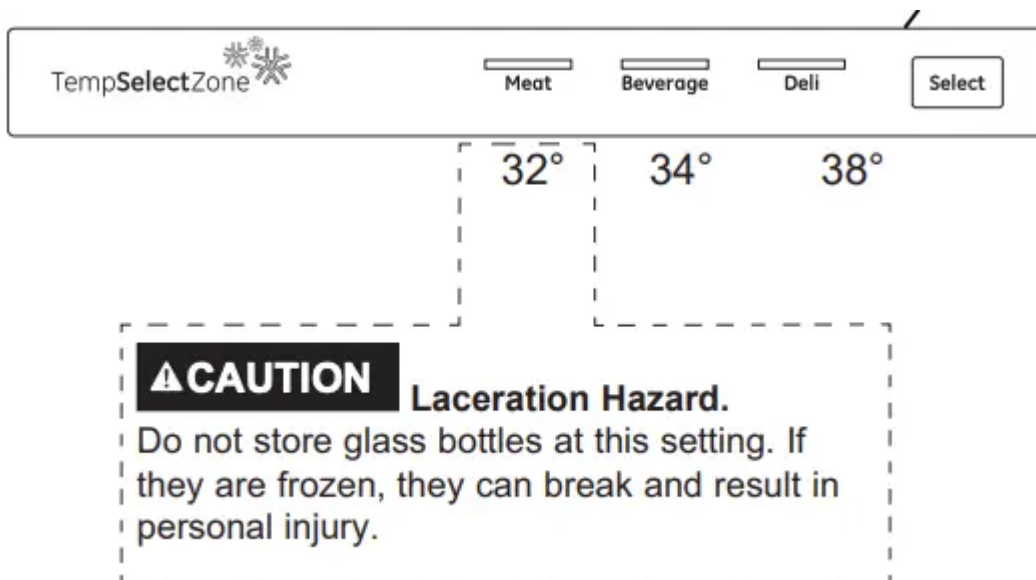 TempSelectZone
Meat Beverage Deli Select
32° 34° 38°
⚠CAUTION Laceration Hazard.
Do not store glass bottles at this setting. If
they are frozen, they can break and result in
personal injury.